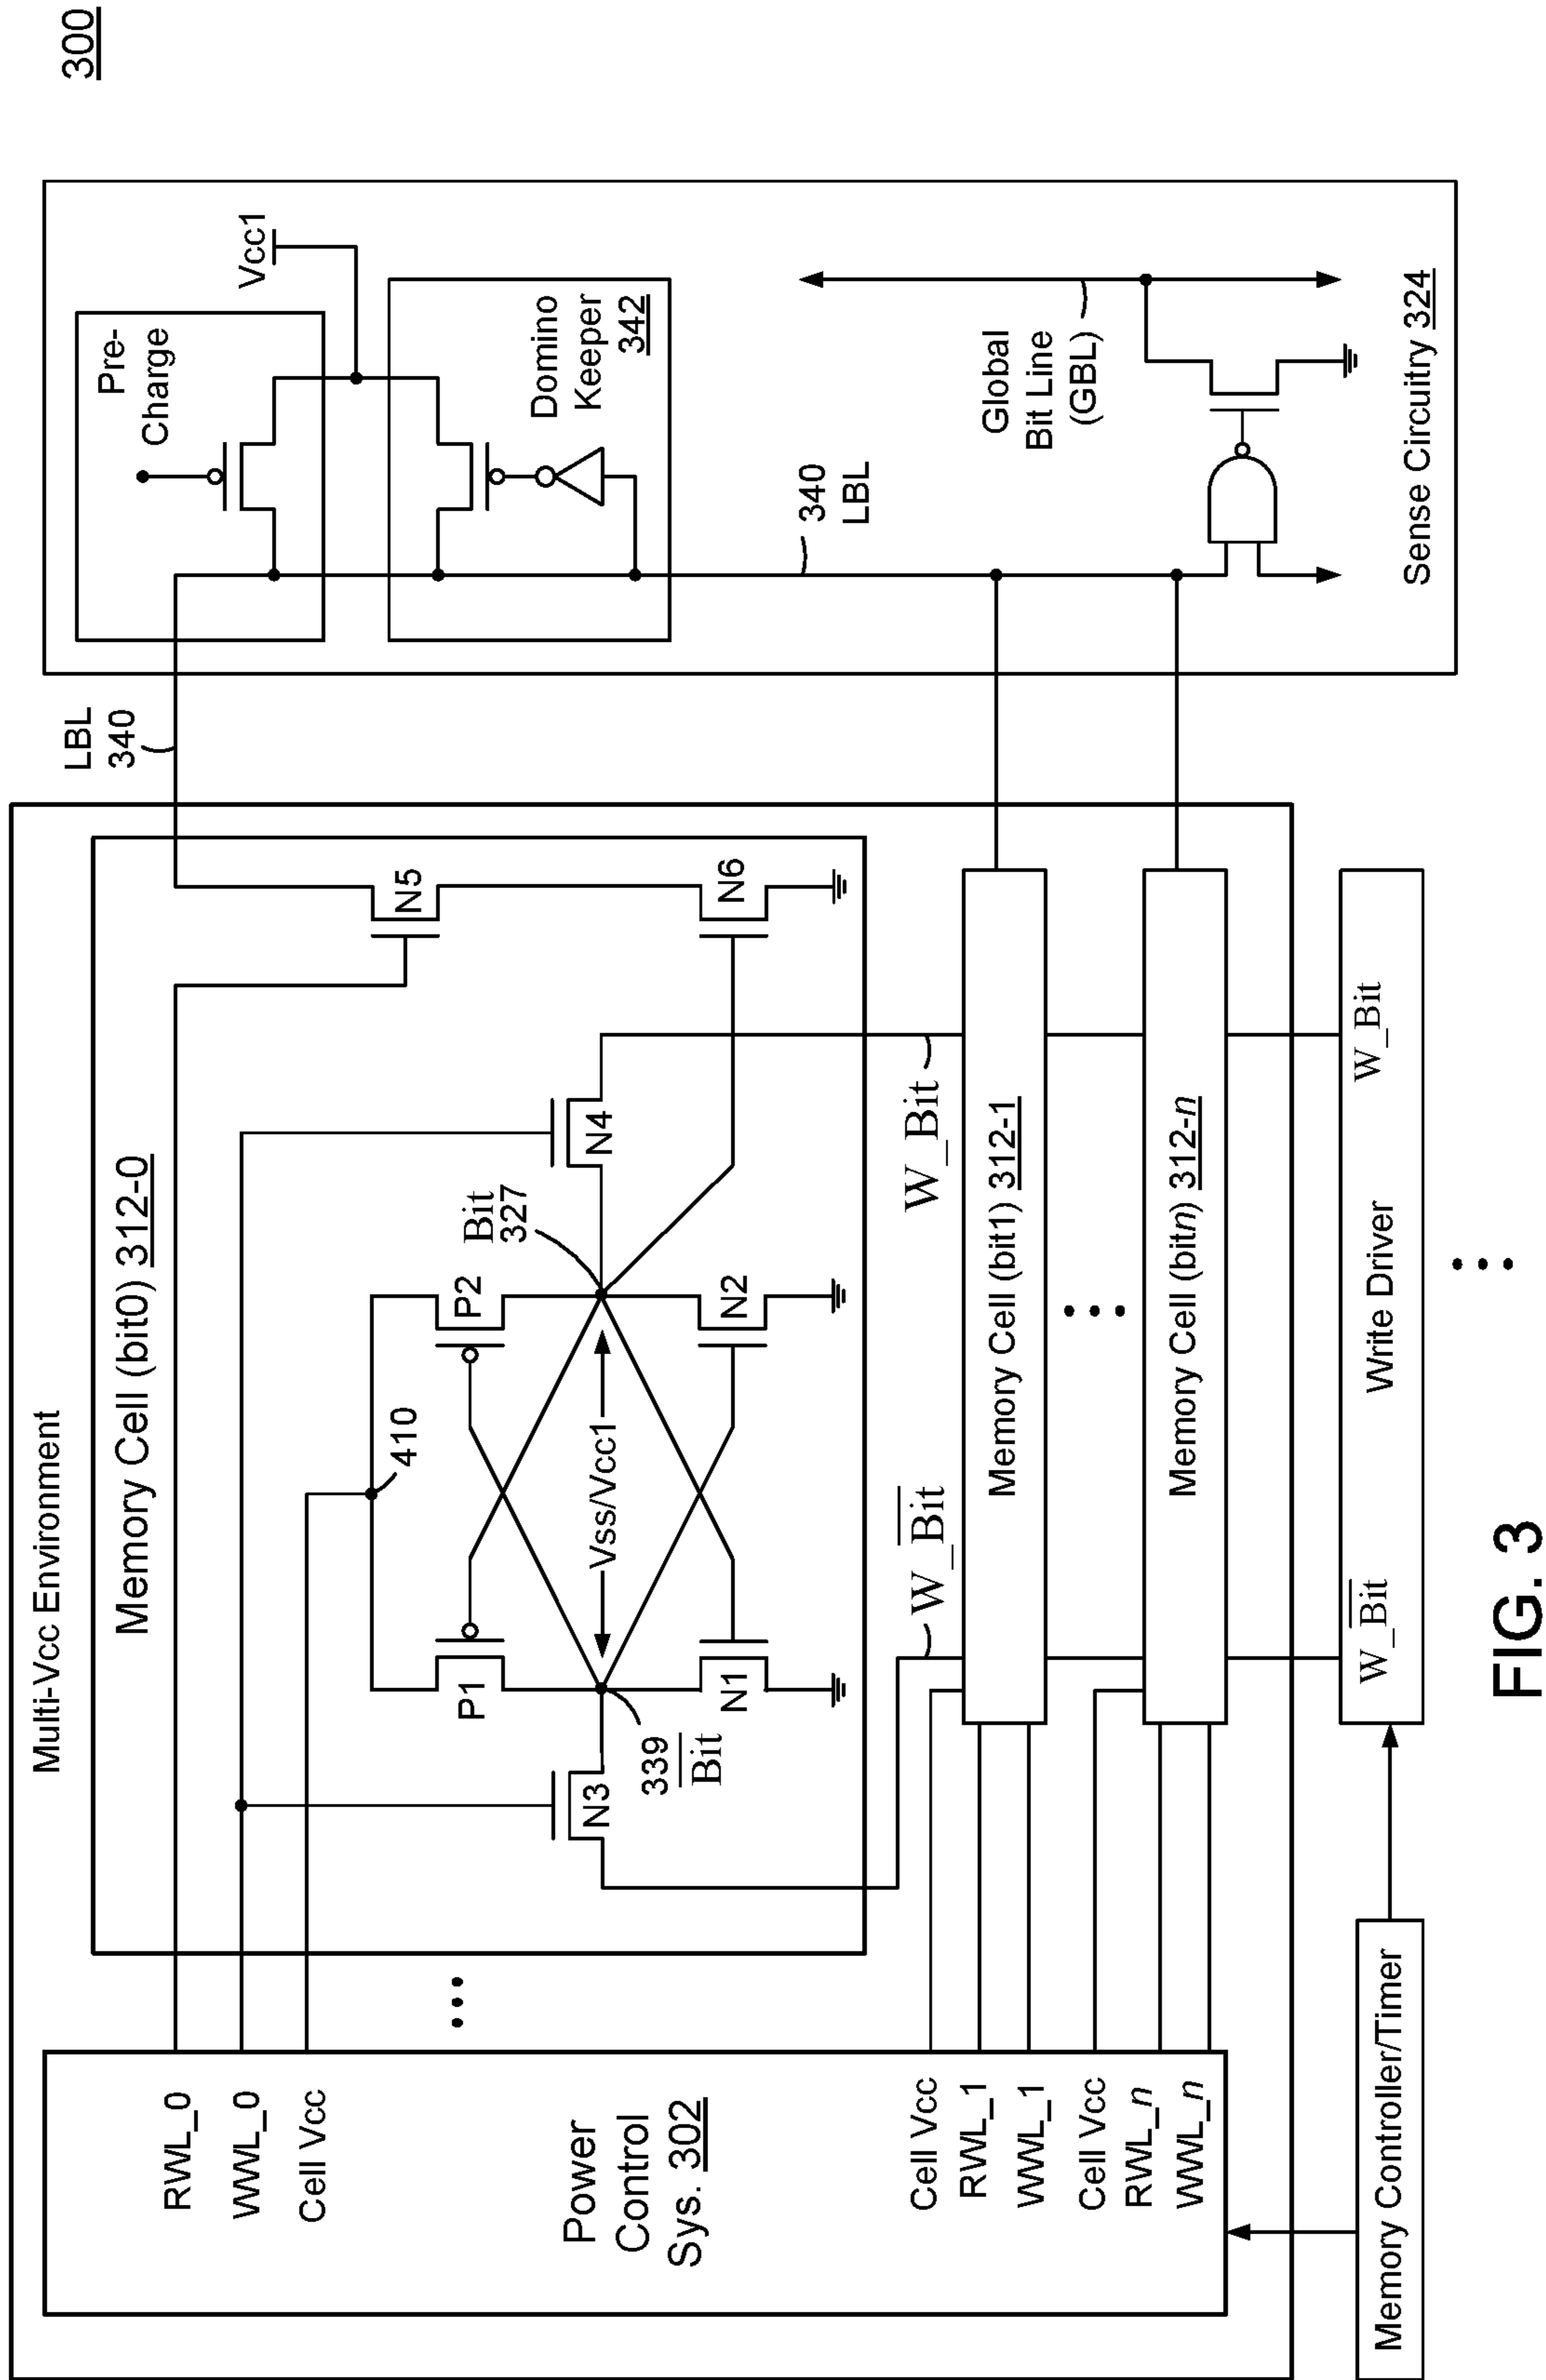 300
Multi-Vcc Environment
Memory Cell (bit0) 312-0
RWL_0
WWL_0
Cell Vcc
Power
Control
Sys. 302
Cell Vcc
RWL_1
WWL_1
Cell Vcc
RWL_n
WWL_n
410
P1
P2
Bit
327
Vss/Vcc1
N3
N4
339
B̅i̅t̅
N1
N2
N5
N6
LBL
340
Pre-
Charge
Vcc1
Domino
Keeper
342
340
LBL
Global
Bit Line
(GBL)
Sense Circuitry 324
W_B̅i̅t̅
W_Bit
Memory Cell (bit1) 312-1
Memory Cell (bitn) 312-n
W_B̅i̅t̅
Write Driver
W_Bit
Memory Controller/Timer
FIG. 3